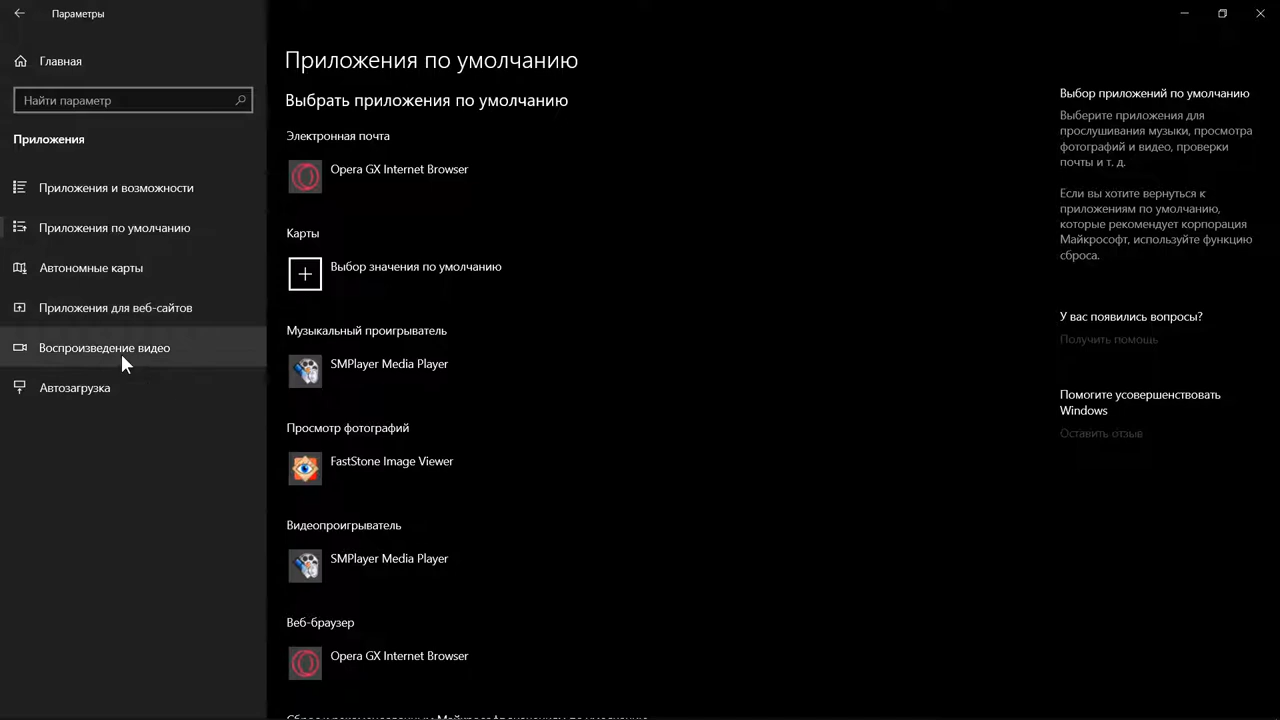 Параметры
Главная
Найти параметр
Приложения
Приложения и возможности
Приложения по умолчанию
Автономные карты
Приложения для веб-сайтов
Воспроизведение видео
Автозагрузка
Приложения по умолчанию
Выбрать приложения по умолчанию
Электронная почта
Opera GX Internet Browser
Карты
Выбор значения по умолчанию
Музыкальный проигрыватель
SMPlayer Media Player
Просмотр фотографий
FastStone Image Viewer
Видеопроигрыватель
SMPlayer Media Player
Веб-браузер
Opera GX Internet Browser
Выбор приложений по умолчанию
Выберите приложения для
прослушивания музыки, просмотра
фотографий и видео, проверки
почты и т. д.
Если вы хотите вернуться к
приложениям по умолчанию,
которые рекомендует корпорация
Майкрософт, используйте функцию
сброса.
У вас появились вопросы?
Получить помощь
Помогите усовершенствовать
Windows
Оставить отзыв